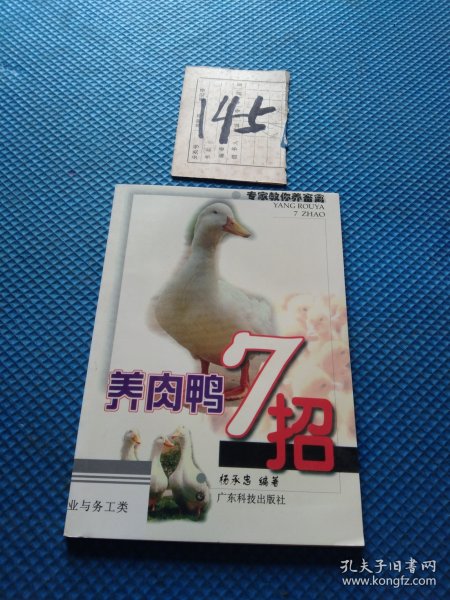 145
专家教你养畜禽
YANG ROUYA
7 ZHAO
养肉鸭
7招
杨承忠 编著
广东科技出版社
业与务工类
孔夫子旧书网
www.kongfz.com